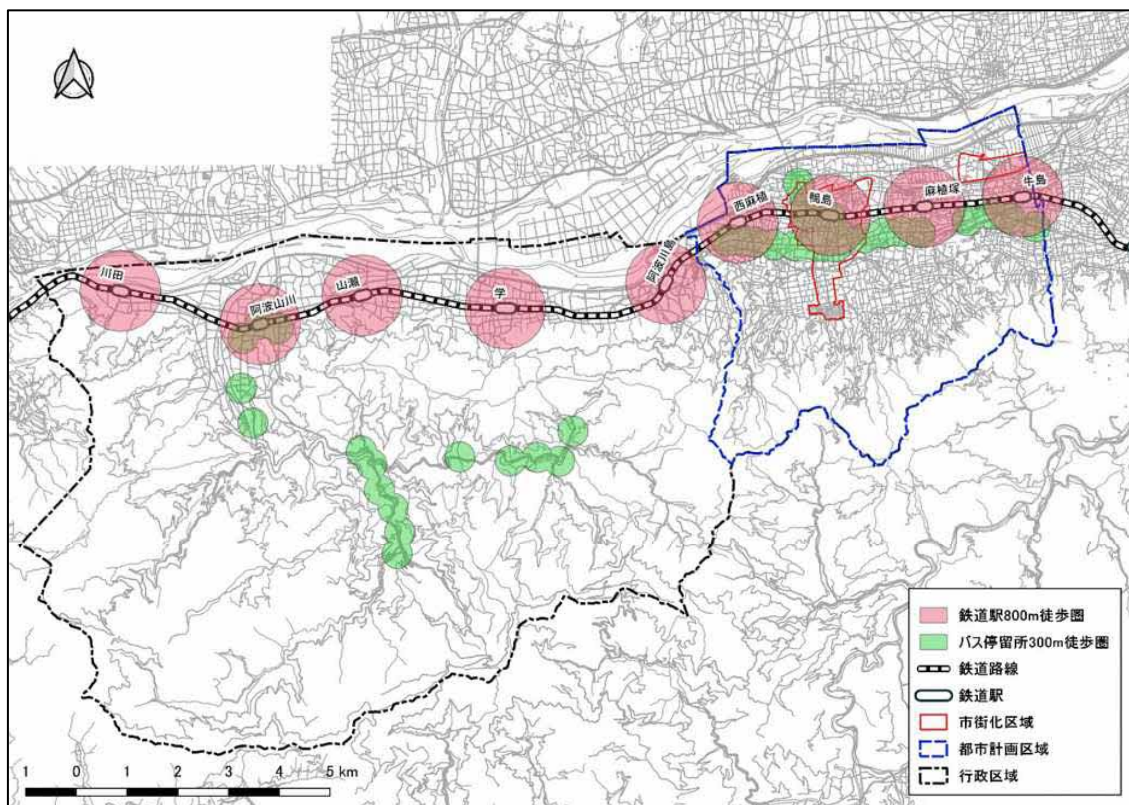 川田
阿波山川
山瀬
学
阿波川島
西麻植
鴨島
麻植塚
牛島
鉄道駅800m徒歩圏
バス停留所300m徒歩圏
鉄道路線
鉄道駅
市街化区域
都市計画区域
行政区域
1 0 1 2 3 4 5 km